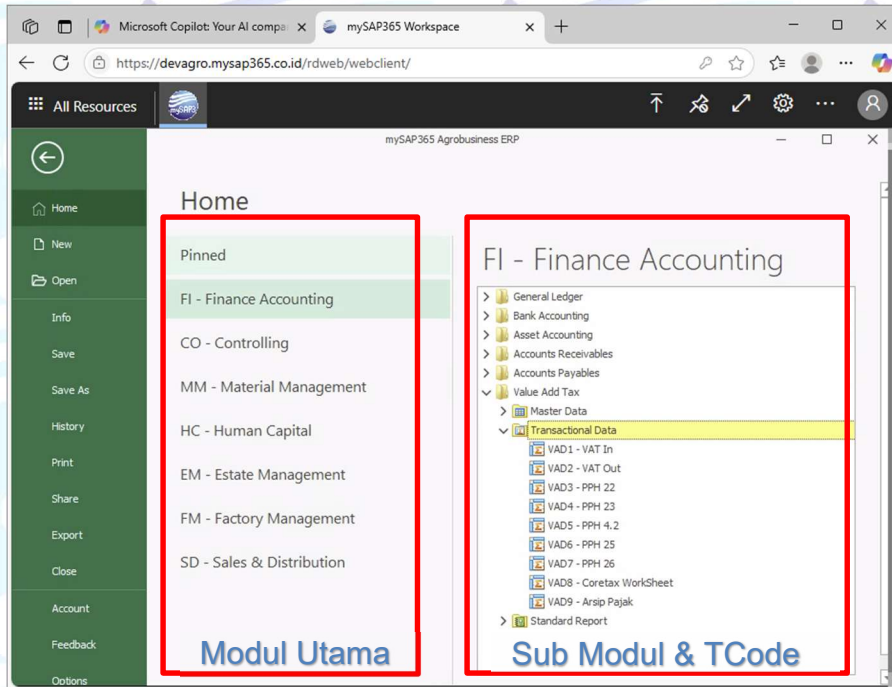 Microsoft Copilot: Your AI compa
mySAP365 Workspace
https://devagro.mysap365.co.id/rdweb/webclient/
All Resources
mySAP365
mySAP365 Agrobusiness ERP
Home
New
Open
Info
Save
Save As
History
Print
Share
Export
Close
Account
Feedback
Options
Home
Pinned
FI - Finance Accounting
CO - Controlling
MM - Material Management
HC - Human Capital
EM - Estate Management
FM - Factory Management
SD - Sales & Distribution
Modul Utama
FI - Finance Accounting
General Ledger
Bank Accounting
Asset Accounting
Accounts Receivables
Accounts Payables
Value Add Tax
Master Data
Transactional Data
VAD1 - VAT In
VAD2 - VAT Out
VAD3 - PPH 22
VAD4 - PPH 23
VAD5 - PPH 4.2
VAD6 - PPH 25
VAD7 - PPH 26
VAD8 - Coretax WorkSheet
VAD9 - Arsip Pajak
Standard Report
Sub Modul & TCode